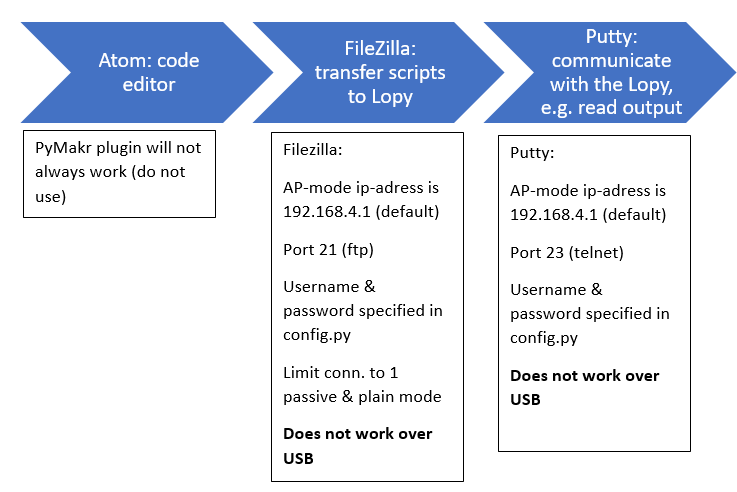 Atom: code
editor
FileZilla:
transfer scripts
to Lopy
Putty:
communicate
with the Lopy,
e.g. read output
PyMakr plugin will not
always work (do not
use)
Filezilla:
AP-mode ip-adress is
192.168.4.1 (default)
Port 21 (ftp)
Username &
password specified in
config.py
Limit conn. to 1
passive & plain mode
Does not work over
USB
Putty:
AP-mode ip-adress is
192.168.4.1 (default)
Port 23 (telnet)
Username &
password specified in
config.py
Does not work over
USB